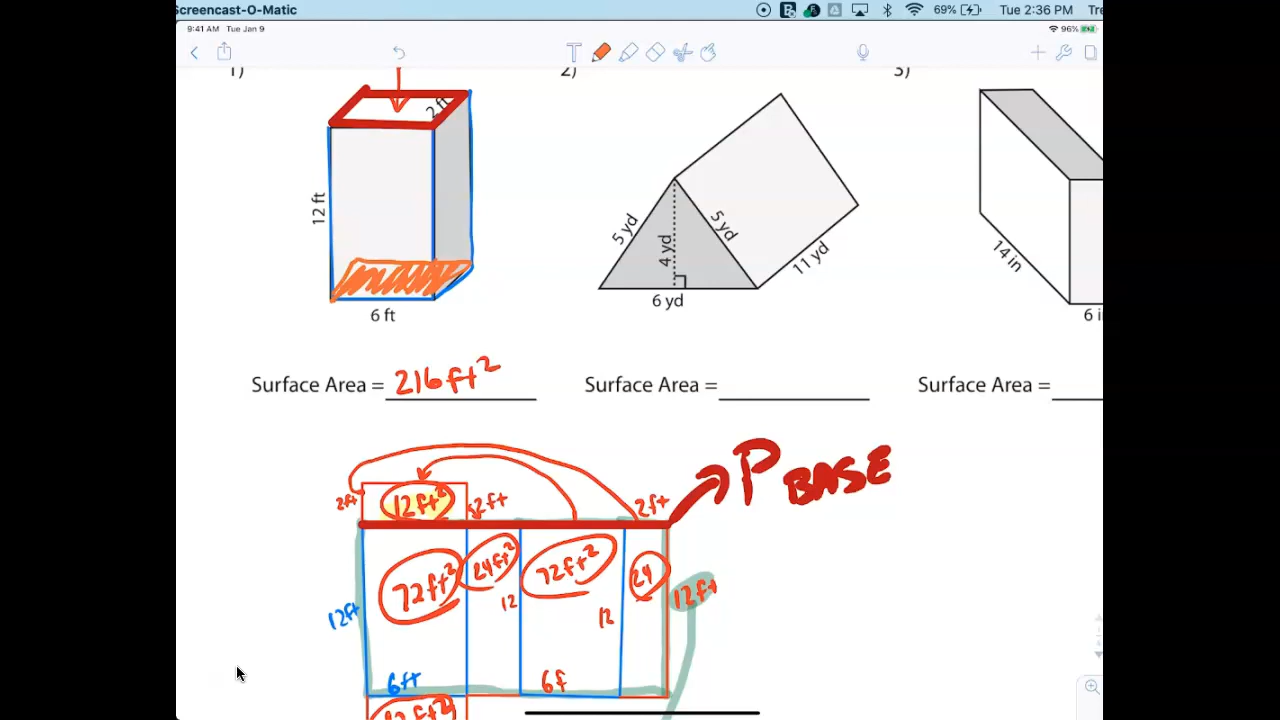 Screencast-O-Matic
69%
Tue 2:36 PM
Tre
9:41 AM Tue Jan 9
96%
T
1)
2)
3)
2 ft
12 ft
6 ft
5 yd
4 yd
5 yd
11 yd
6 yd
14 in
6 i
Surface Area = 216 ft²
Surface Area =
Surface Area =
P BASE
2ft
12ft²
2ft
2ft
72ft²
24ft²
72ft²
24
12ft
12ft
12
12
6ft
6f